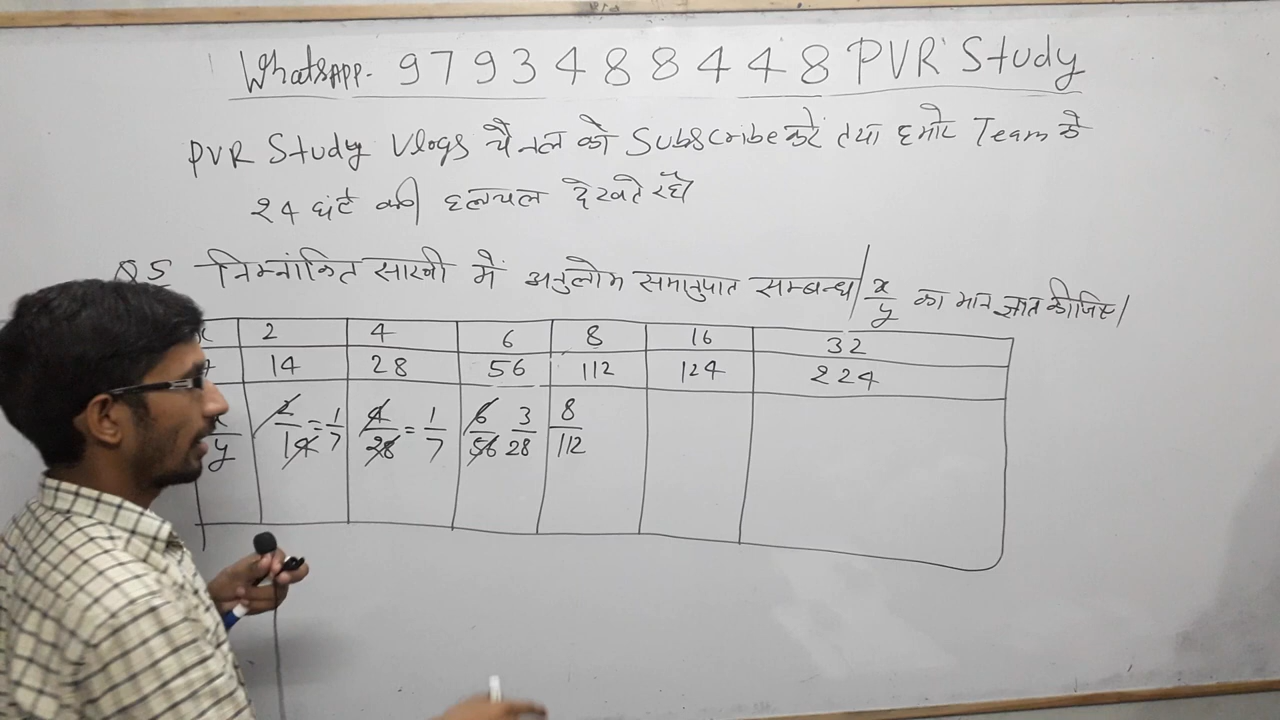 WhatsAPP. 9793488448 PVR Study
PVR Study Vlogs चैनल को Subscribe करें तथा हमारे Team के
24 घंटे की हलचल देखते रहें
Q5 निम्नांकित सारणी में अनुलोम समानुपात सम्बन्ध / x/y का मान ज्ञात कीजिए।
x 2 4 6 8 16 32
14 28 56 112 124 224
x/y 2/14 = 1/7 4/28 = 1/7 6/56 3/28 8/112